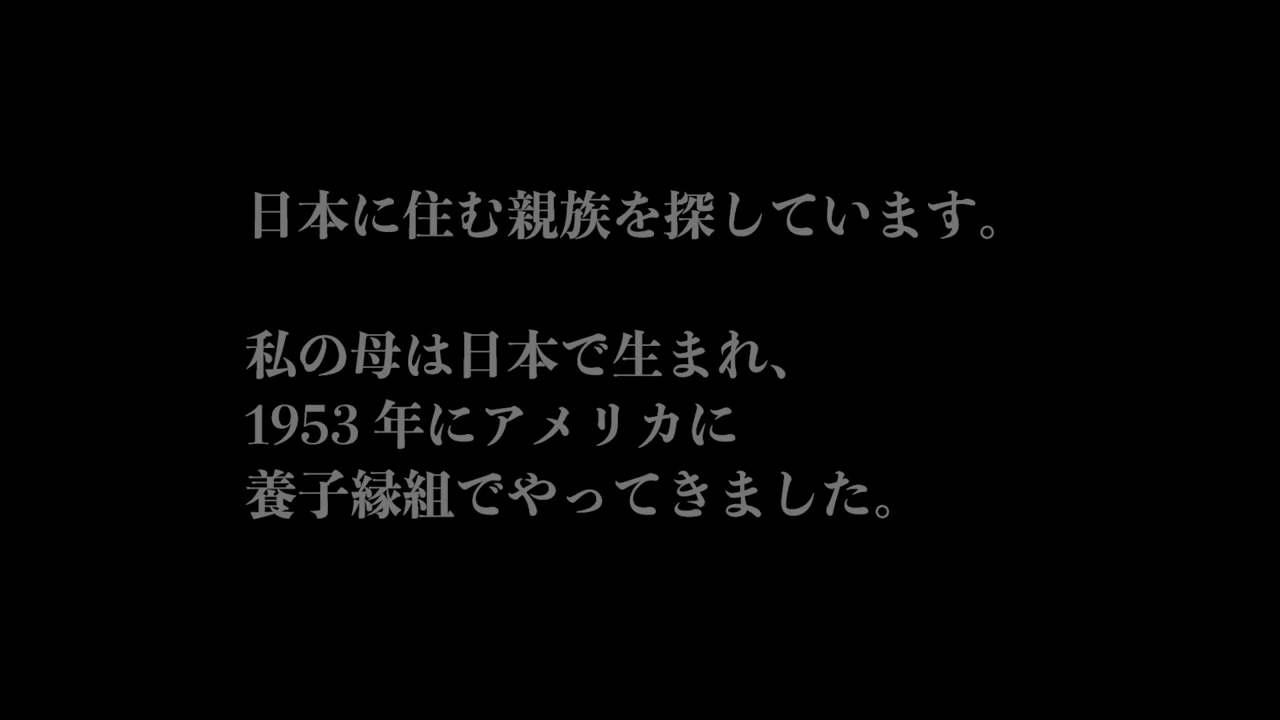 日本に住む親族を探しています。
私の母は日本で生まれ、
1953 年にアメリカに
養子縁組でやってきました。